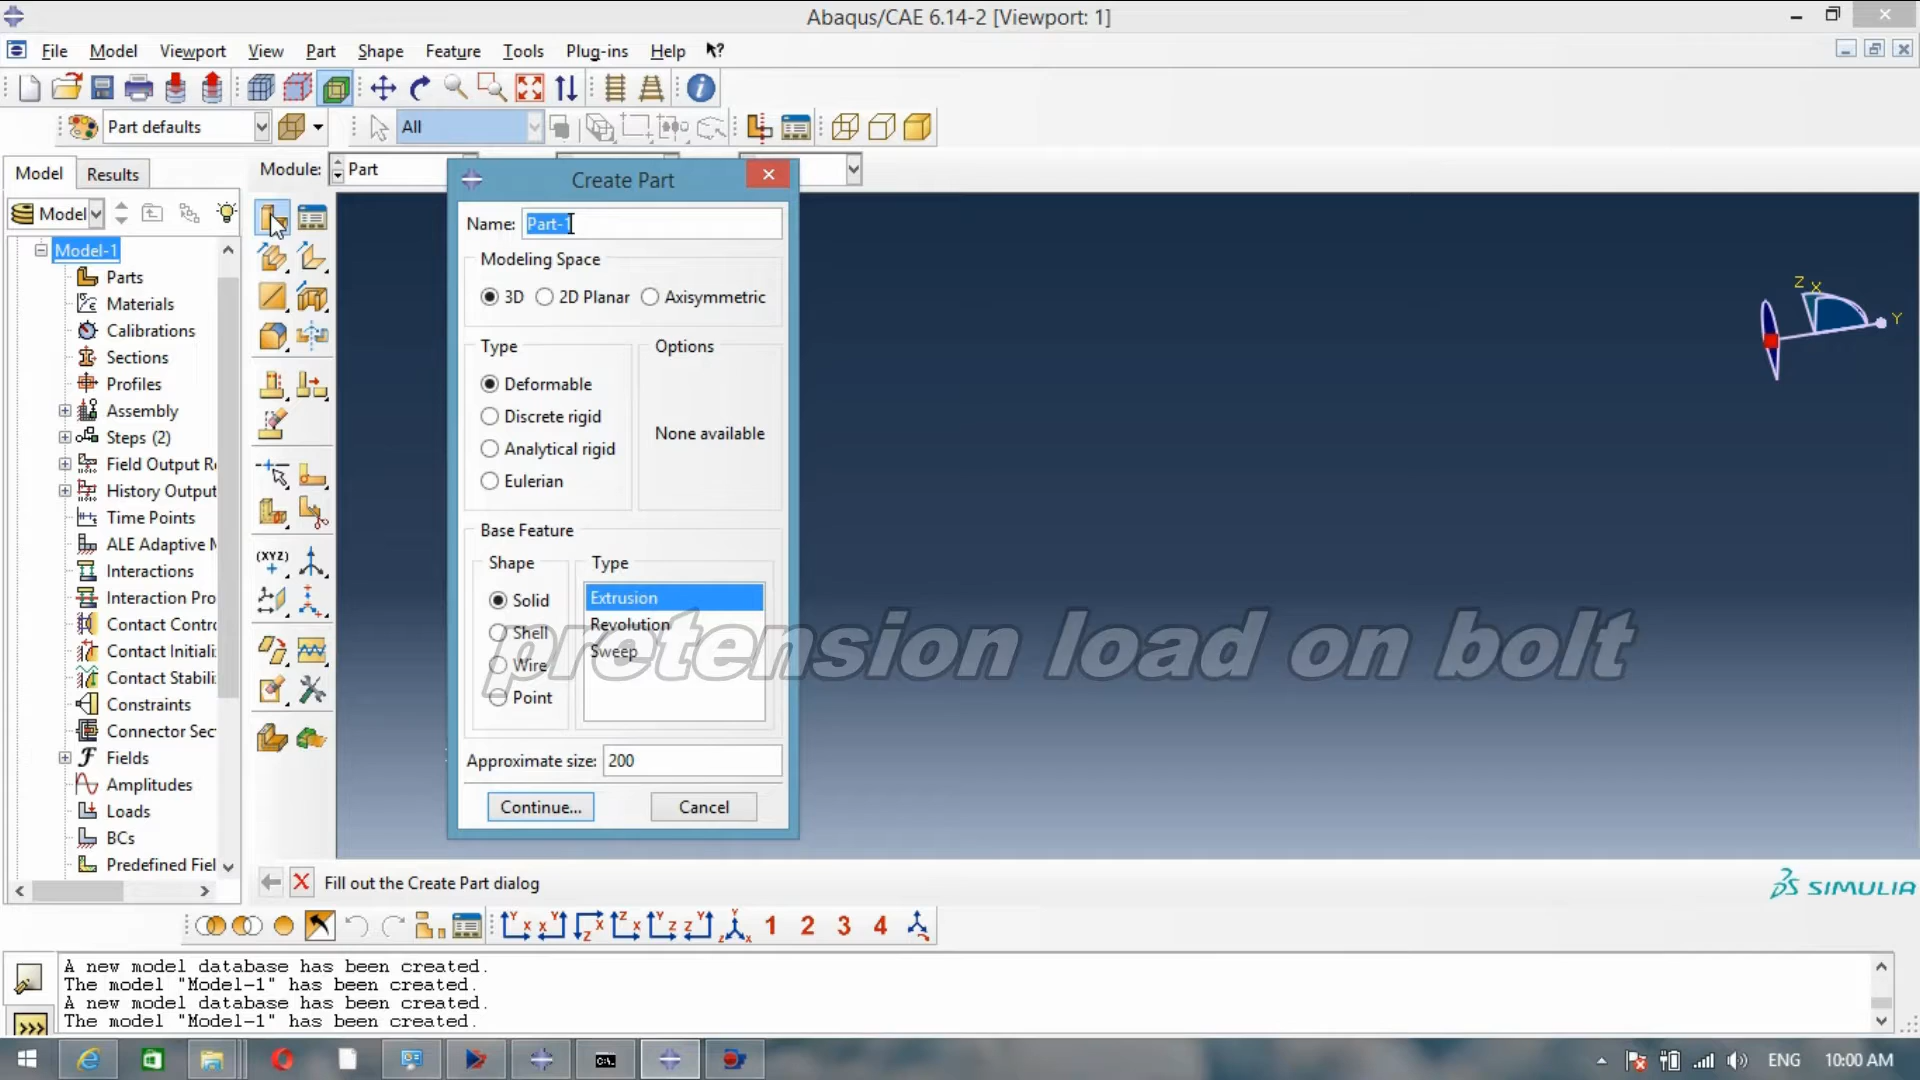 Abaqus/CAE 6.14-2 [Viewport: 1]
File Model Viewport View Part Shape Feature Tools Plug-ins Help
Part defaults All
Model Results Module: Part
Model
Create Part
Name: Part-1
Modeling Space
3D 2D Planar Axisymmetric
Type Options
Deformable
Discrete rigid
Analytical rigid
Eulerian
None available
Base Feature
Shape Type
Solid
Shell
Wire
Point
Extrusion
Revolution
Sweep
Approximate size: 200
Continue... Cancel
Model-1
Parts
Materials
Calibrations
Sections
Profiles
Assembly
Steps (2)
Field Output R
History Output
Time Points
ALE Adaptive M
Interactions
Interaction Pro
Contact Contr
Contact Initiali
Contact Stabili
Constraints
Connector Sec
Fields
Amplitudes
Loads
BCs
Predefined Fiel
(XYZ)
Z X Y
pretension load on bolt
Fill out the Create Part dialog
SIMULIA
1 2 3 4
A new model database has been created.
The model "Model-1" has been created.
A new model database has been created.
The model "Model-1" has been created.
>>>
ENG 10:00 AM